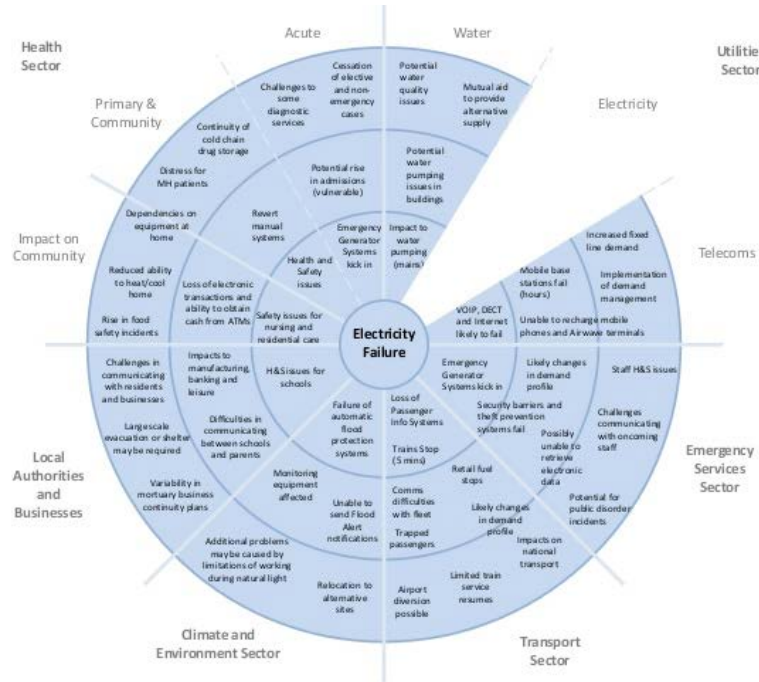 Health
Sector
Acute
Water
Utilities
Sector
Primary &
Community
Electricity
Impact on
Community
Telecoms
Local
Authorities
and
Businesses
Emergency
Services
Sector
Climate and
Environment Sector
Transport
Sector
Electricity
Failure
Challenges to
some
diagnostic
services
Cessation
of elective
and non-
emergency
cases
Potential rise
in admissions
(vulnerable)
Emergency
Generator
Systems
kick in
Potential
water
quality
issues
Mutual aid
to provide
alternative
supply
Potential
water
pumping
issues in
buildings
Impact to
water
pumping
(mains)
Continuity of
cold chain
drug storage
Distress for
MH patients
Revert
manual
systems
Health and
Safety
issues
Dependencies on
equipment at
home
Reduced ability
to heat/cool
home
Rise in food
safety incidents
Loss of electronic
transactions and
ability to obtain
cash from ATMs
Safety issues for
nursing and
residential care
Increased fixed
line demand
Implementation
of demand
management
Mobile base
stations fail
(hours)
Unable to recharge mobile
phones and Airwave terminals
VOIP, DECT
and Internet
likely to fail
Challenges in
communicating
with residents
and businesses
Large scale
evacuation or shelter
may be required
Variability in
mortuary business
continuity plans
Impacts to
manufacturing,
banking and
leisure
Difficulties in
communicating
between schools
and parents
H&S issues for
schools
Emergency
Generator
Systems kick in
Likely changes
in demand
profile
Staff H&S issues
Security barriers and
theft prevention
systems fail
Possibly
unable to
retrieve
electronic
data
Challenges
communicating
with oncoming
staff
Potential for
public disorder
incidents
Failure of
automatic
flood
protection
systems
Monitoring
equipment
affected
Unable to
send Flood
Alert
notifications
Additional problems
may be caused by
limitations of working
during natural light
Relocation to
alternative
sites
Loss of
Passenger
Info Systems
Trains Stop
(5 mins)
Retail fuel
stops
Comms
difficulties
with fleet
Trapped
passengers
Likely changes
in demand
profile
Impacts on
national
transport
Limited train
service
resumes
Airport
diversion
possible